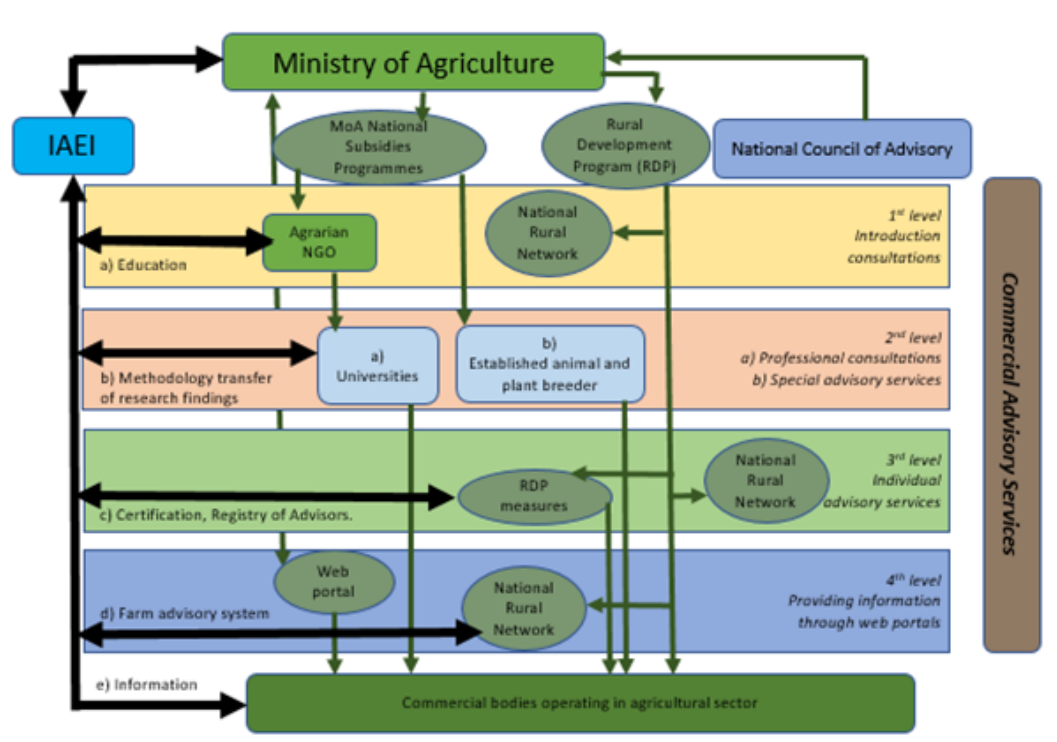 Ministry of Agriculture
IAEI
MoA National
Subsidies
Programmes
Rural
Development
Program (RDP)
National Council of Advisory
Agrarian
NGO
a) Education
National
Rural
Network
1st level
Introduction
consultations
a)
Universities
b)
Established animal and
plant breeder
b) Methodology transfer
of research findings
2nd level
a) Professional consultations
b) Special advisory services
RDP
measures
c) Certification, Registry of Advisors.
National
Rural
Network
3rd level
Individual
advisory services
Web
portal
d) Farm advisory system
National
Rural
Network
4th level
Providing information
through web portals
e) Information
Commercial bodies operating in agricultural sector
Commercial Advisory Services